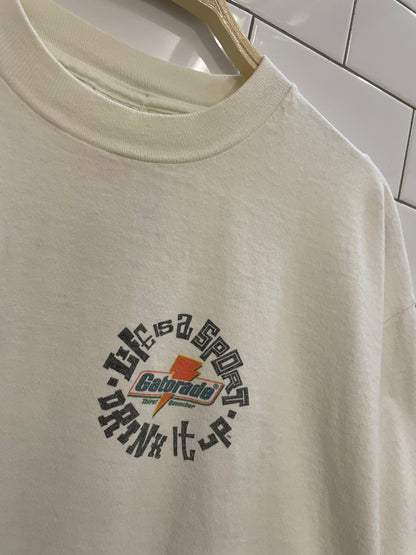 LiFE is a SPORT.
DRiNK it uP.
Gatorade®
Thirst Quencher